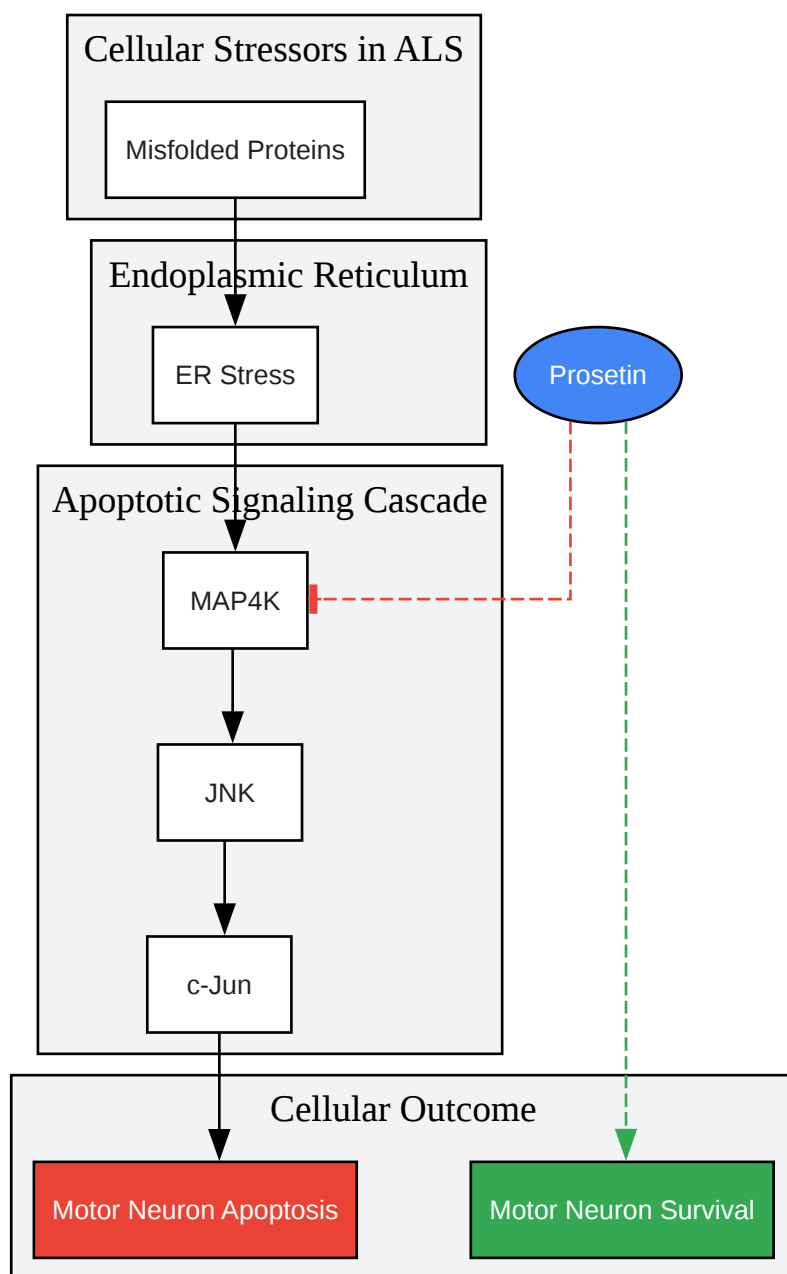 Cellular Stressors in ALS
Misfolded Proteins
Endoplasmic Reticulum
ER Stress
Prosetin
Apoptotic Signaling Cascade
MAP4K
JNK
c-Jun
Cellular Outcome
Motor Neuron Apoptosis
Motor Neuron Survival